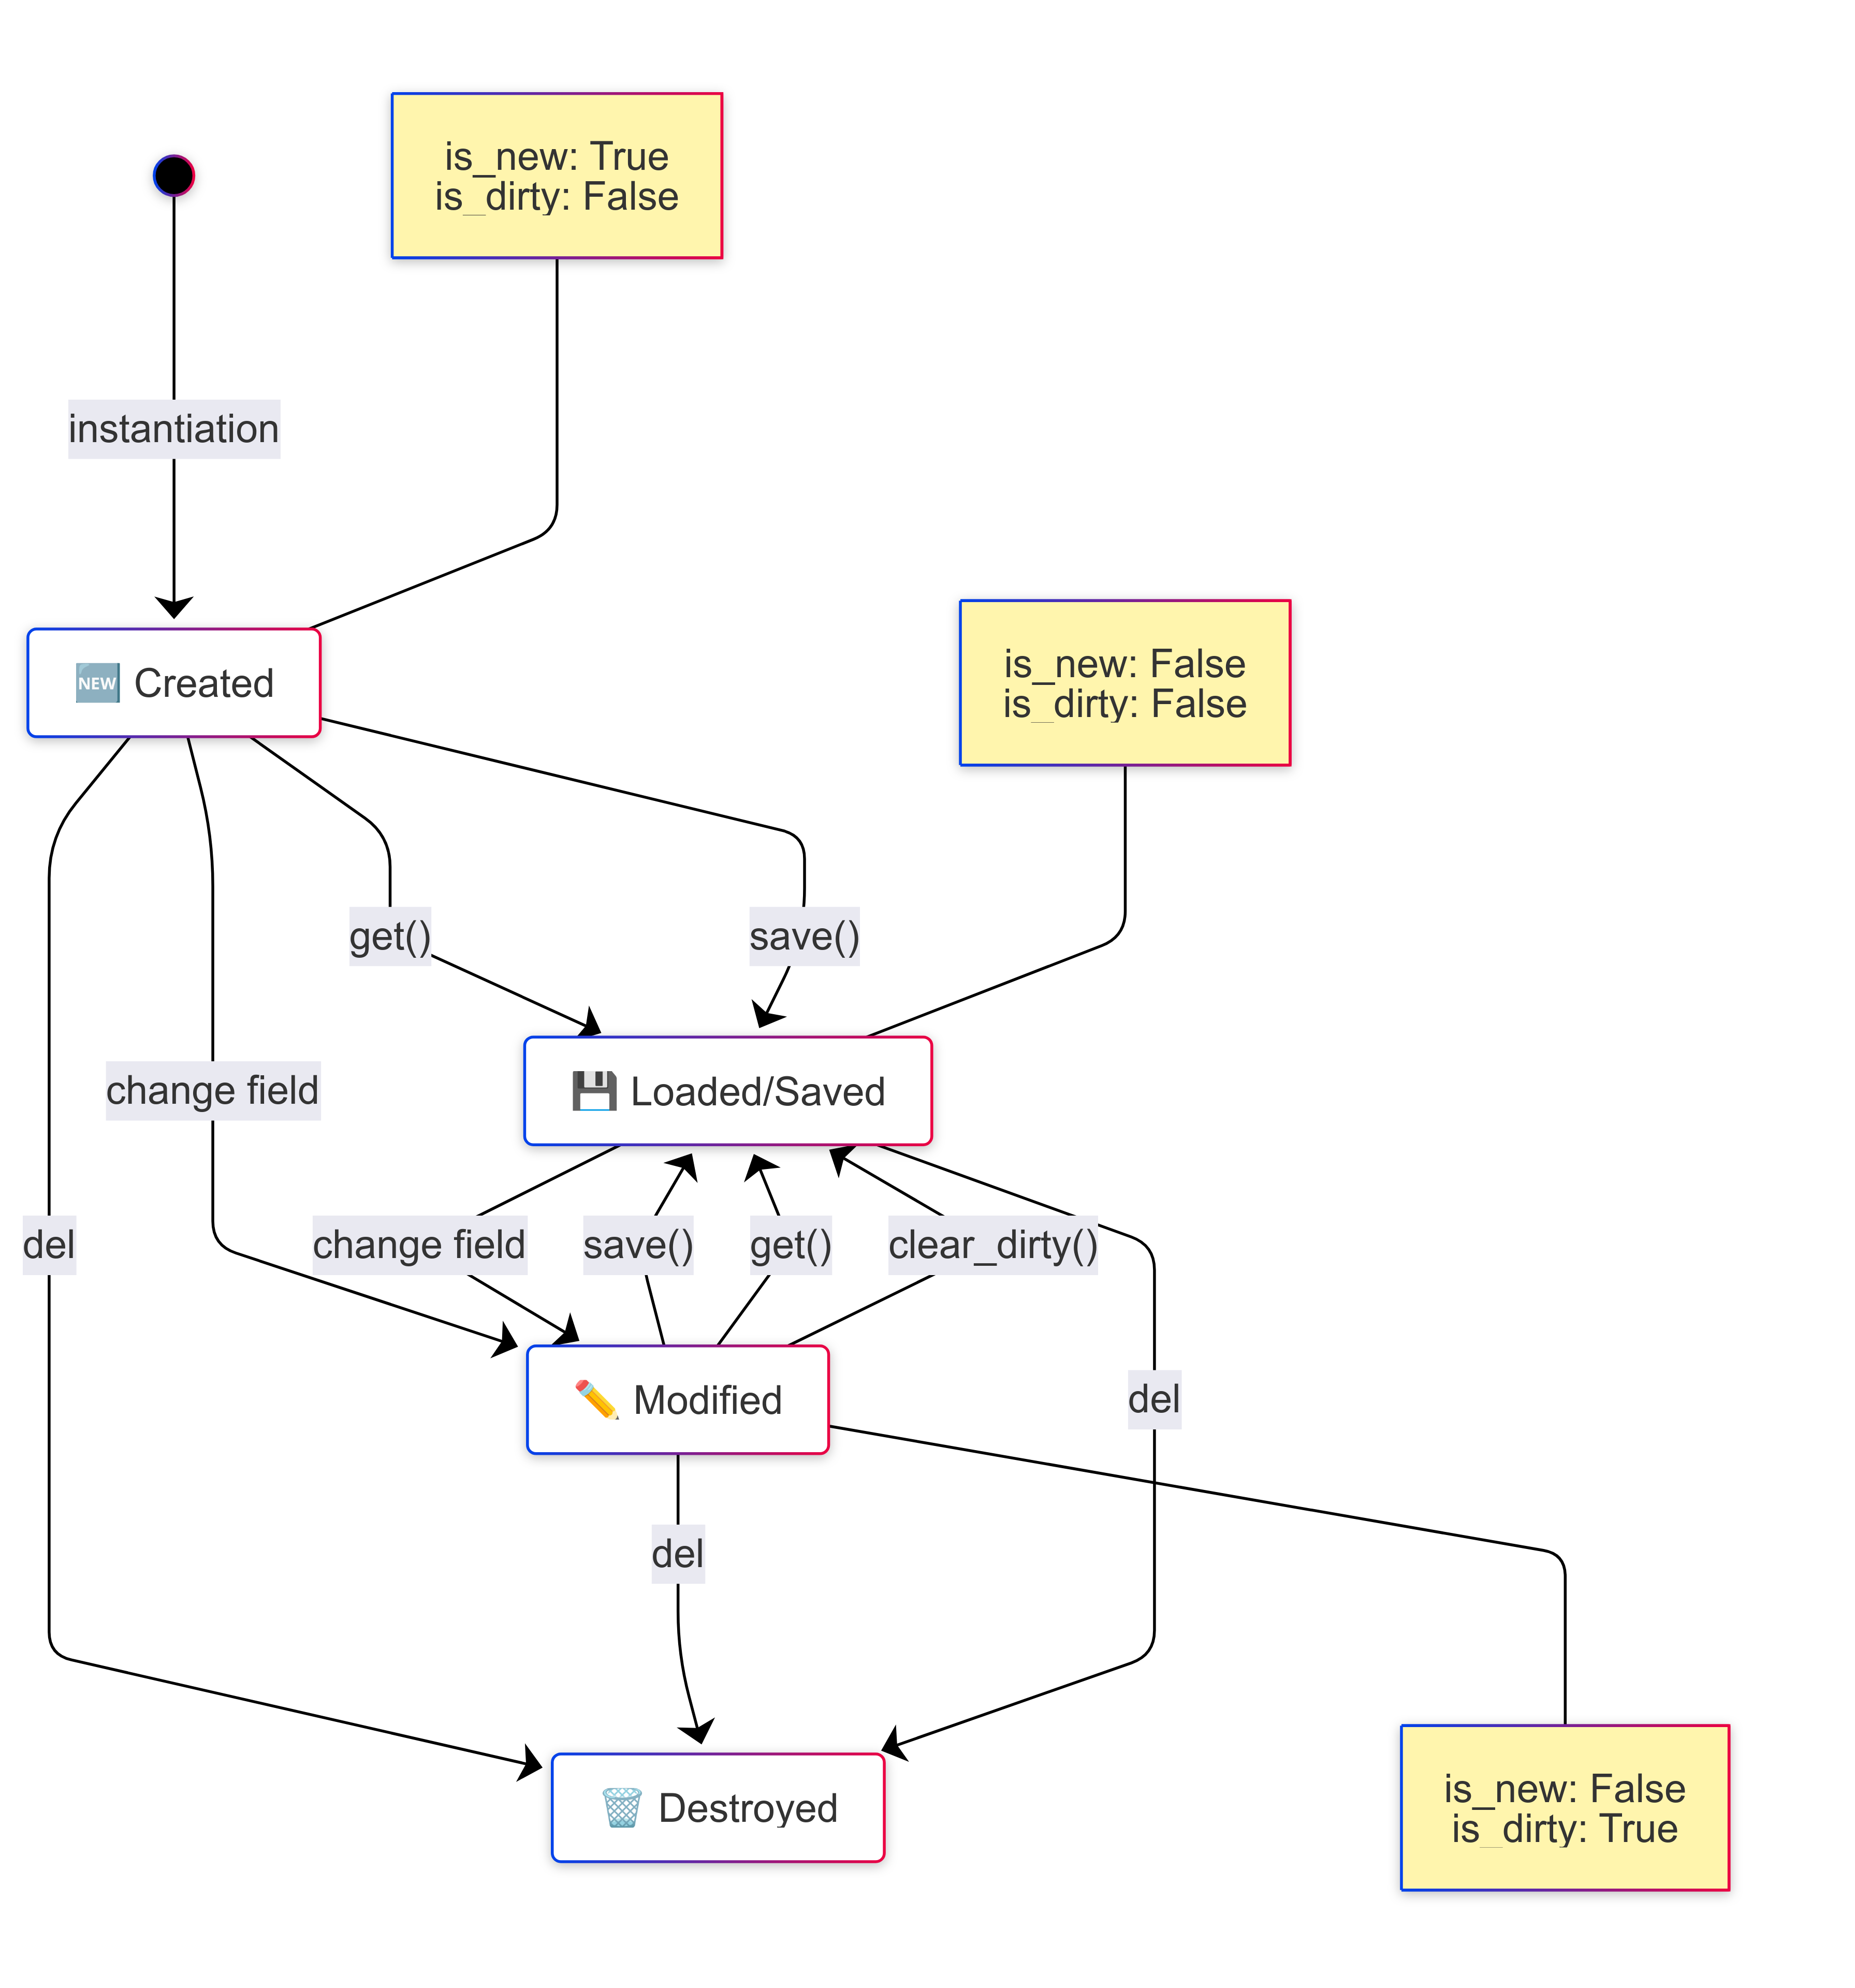 is_new: True
is_dirty: False
instantiation
is_new: False
is_dirty: False
🆕 Created
get()
save()
💾 Loaded/Saved
change field
del
change field
save()
get()
clear_dirty()
✏️ Modified
del
del
🗑️ Destroyed
is_new: False
is_dirty: True